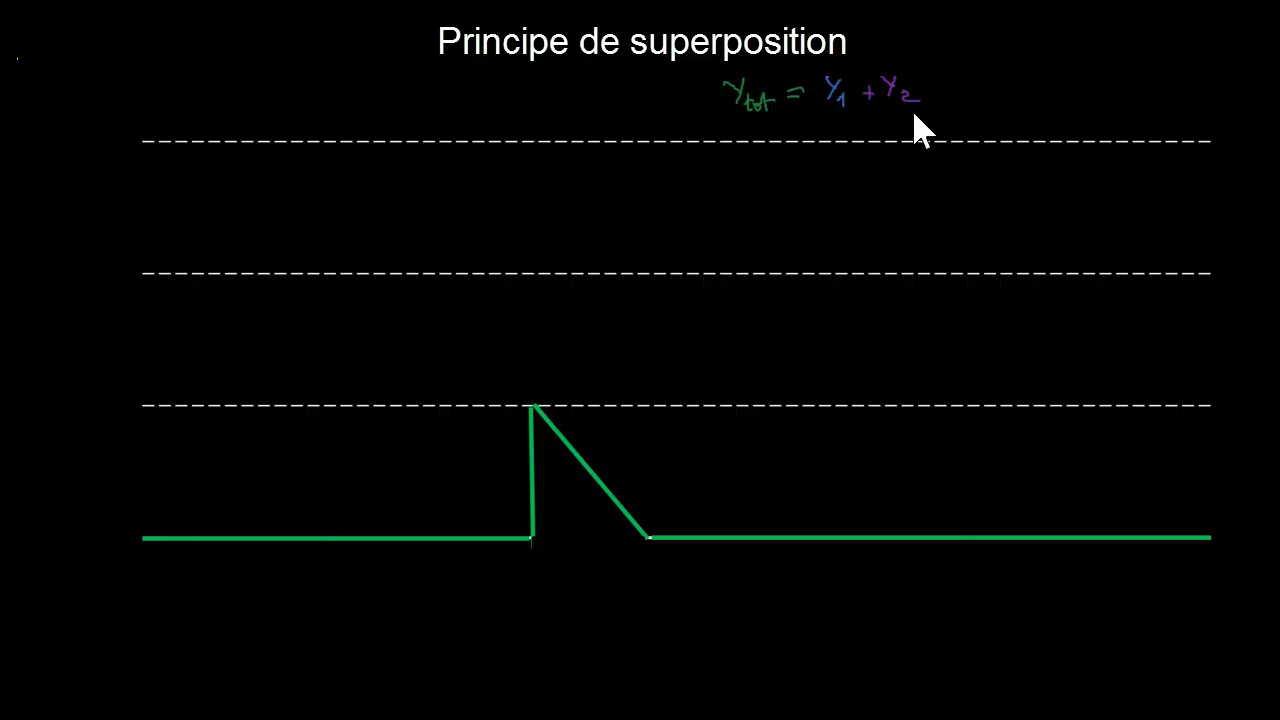 Principe de superposition
Ytot = Y1 + Y2